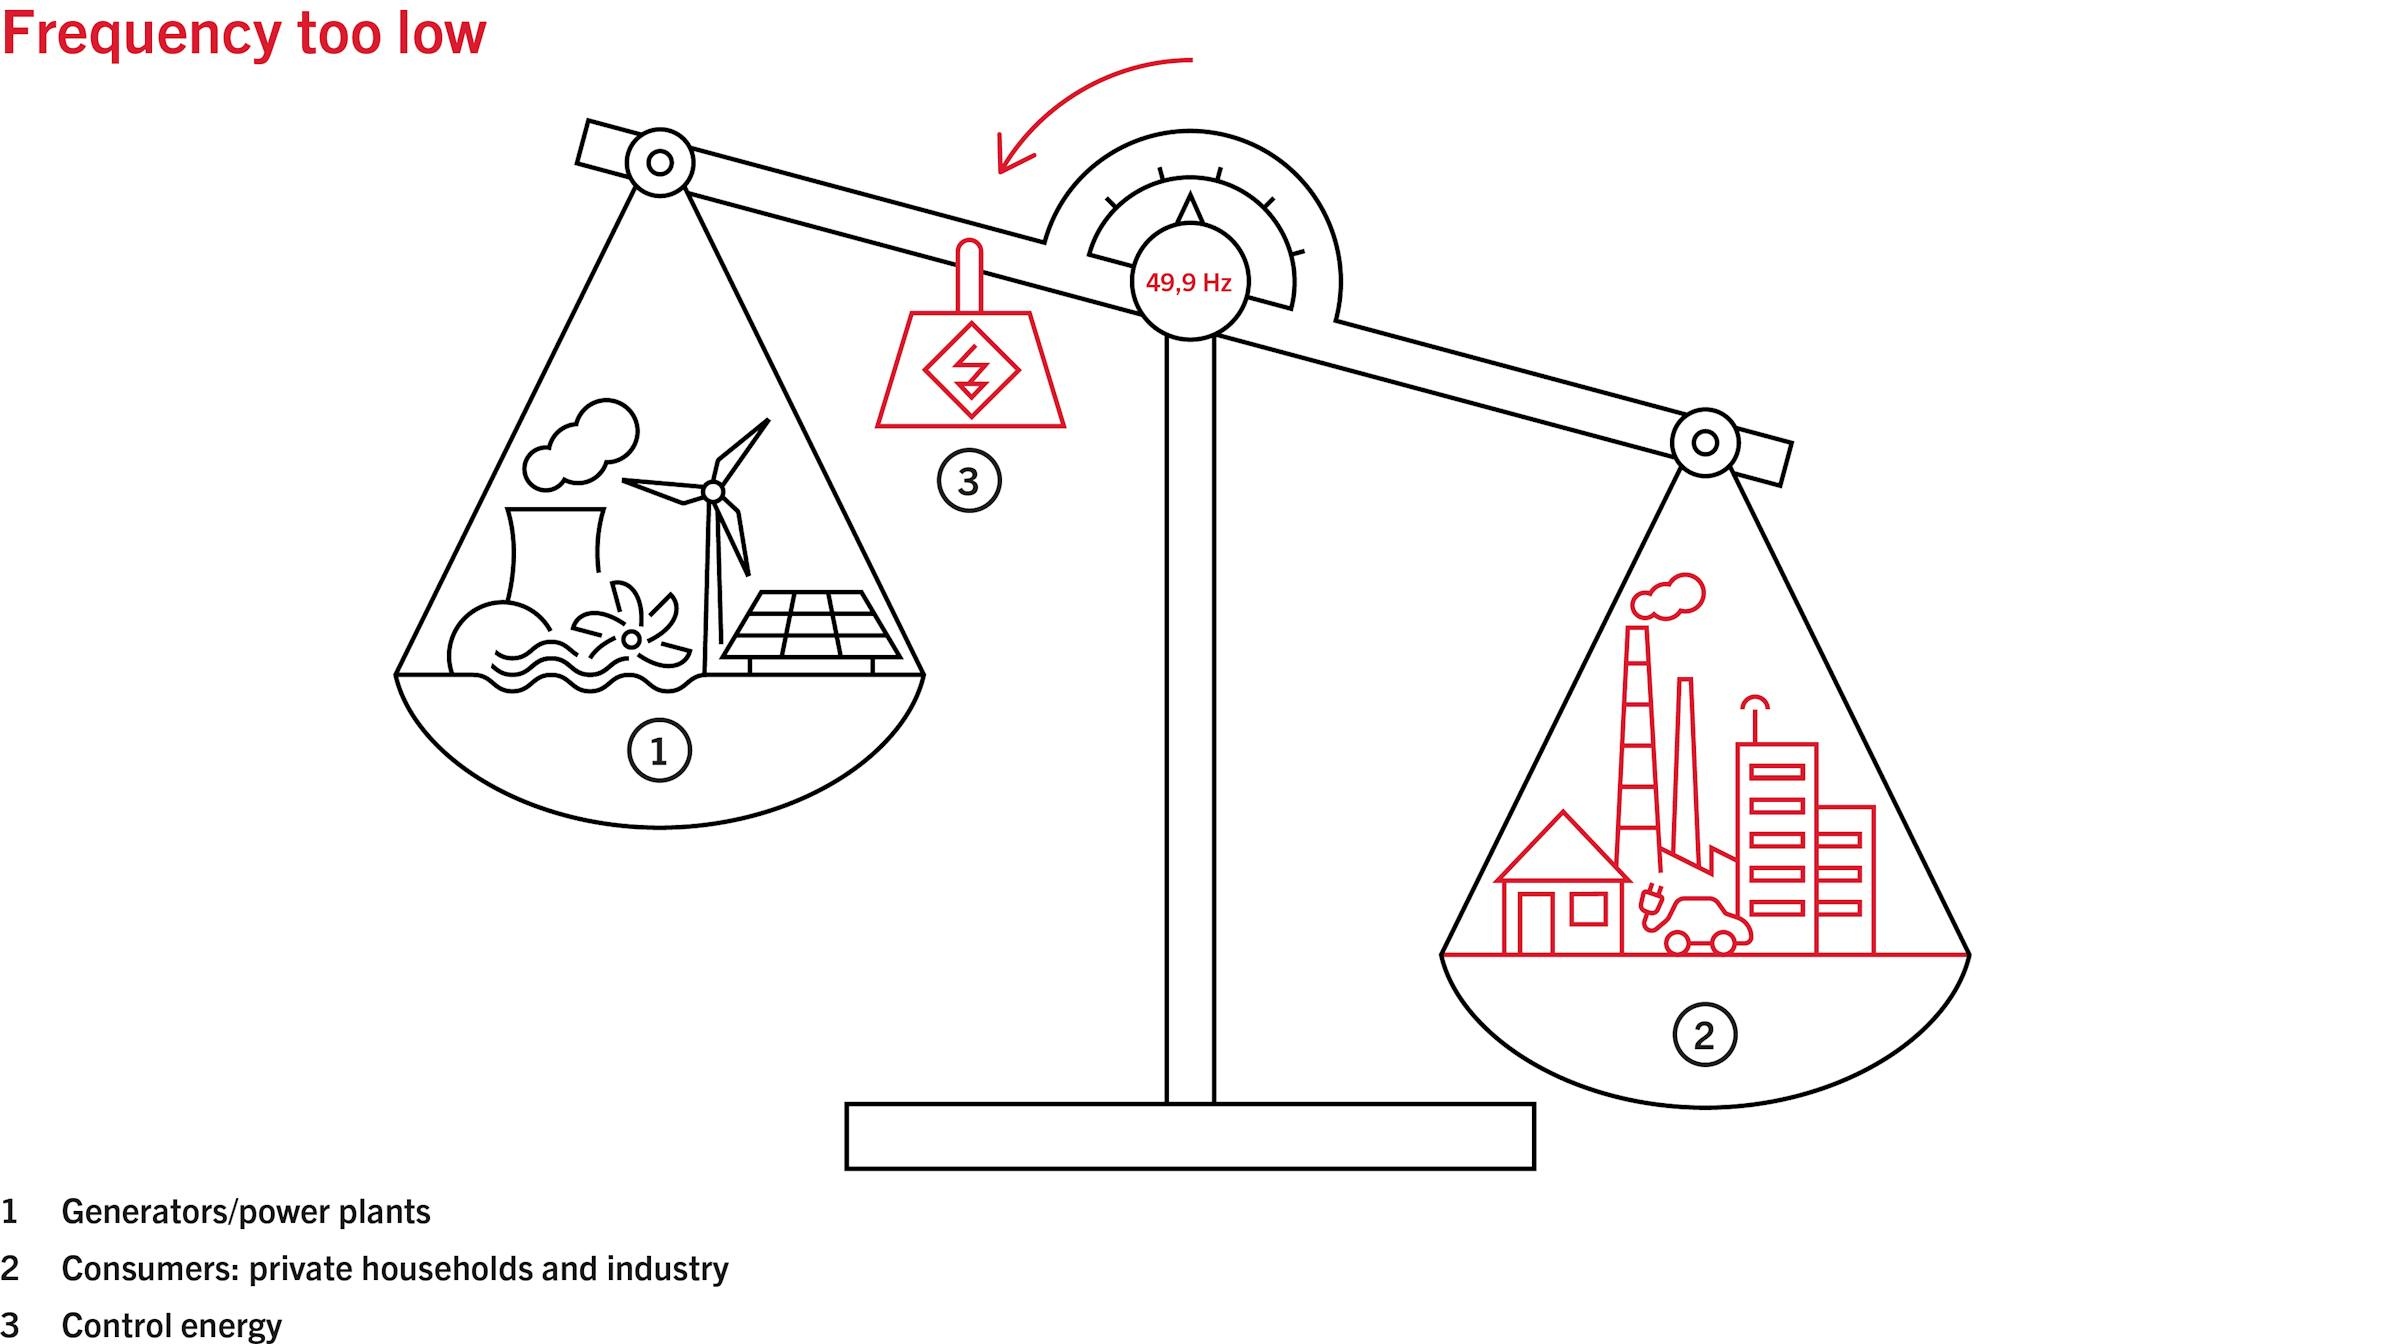 Frequency too low
49,9 Hz
3
1
2
1 Generators/power plants
2 Consumers: private households and industry
3 Control energy